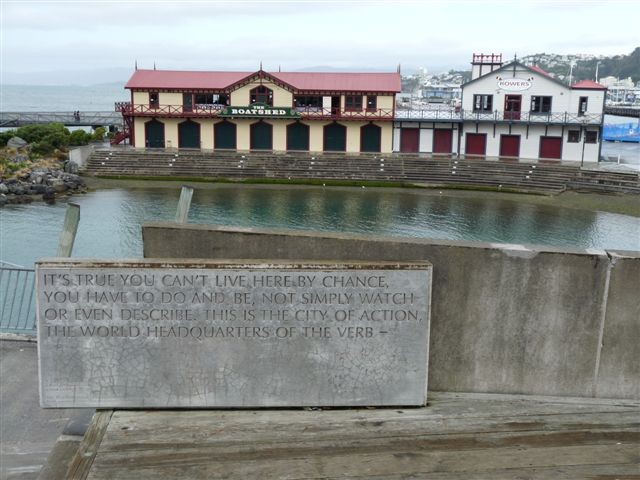 THE
BOATSHED
ROWERS
IT'S TRUE YOU CAN'T LIVE HERE BY CHANCE,
YOU HAVE TO DO AND BE, NOT SIMPLY WATCH
OR EVEN DESCRIBE. THIS IS THE CITY OF ACTION,
THE WORLD HEADQUARTERS OF THE VERB –